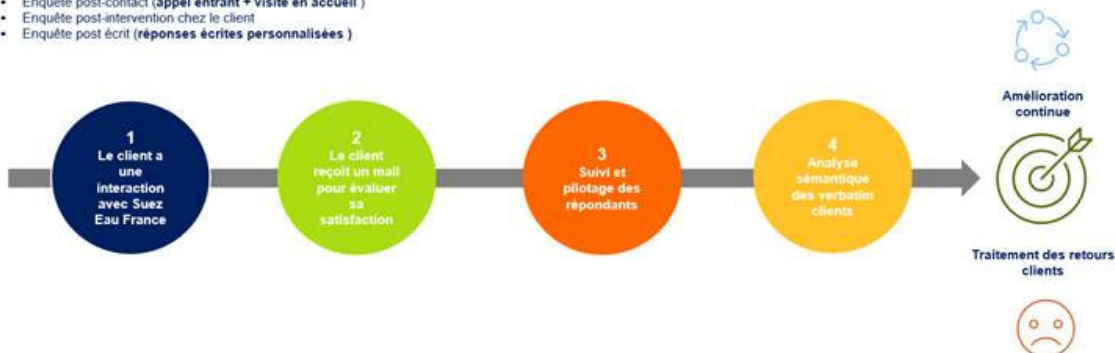 • Enquête post-contact (appel entrant + visite en accueil )
• Enquête post-intervention chez le client
• Enquête post écrit (réponses écrites personnalisées )
1
Le client a
une
interaction
avec Suez
Eau France
2
Le client
reçoit un mail
pour évaluer
sa
satisfaction
3
Suivi et
pilotage des
répondants
4
Analyse
sémantique
des verbatim
clients
Amélioration
continue
Traitement des retours
clients